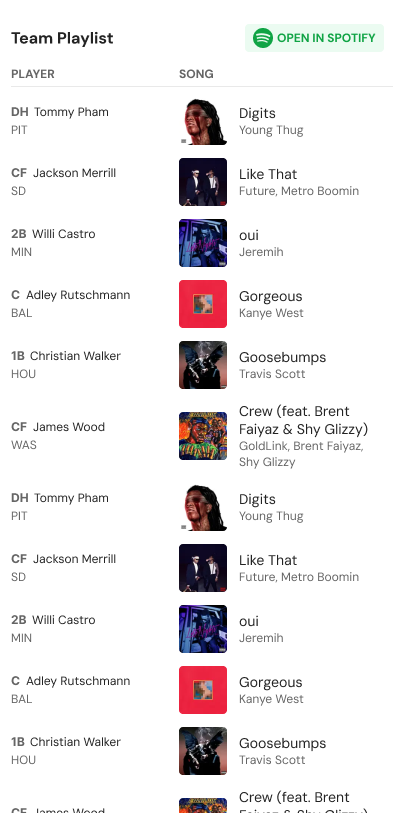 Team Playlist
OPEN IN SPOTIFY
PLAYER SONG
DH Tommy Pham
PIT
Digits
Young Thug
CF Jackson Merrill
SD
Like That
Future, Metro Boomin
2B Willi Castro
MIN
oui
Jeremih
C Adley Rutschmann
BAL
Gorgeous
Kanye West
1B Christian Walker
HOU
Goosebumps
Travis Scott
CF James Wood
WAS
Crew (feat. Brent
Faiyaz & Shy Glizzy)
GoldLink, Brent Faiyaz,
Shy Glizzy
DH Tommy Pham
PIT
Digits
Young Thug
CF Jackson Merrill
SD
Like That
Future, Metro Boomin
2B Willi Castro
MIN
oui
Jeremih
C Adley Rutschmann
BAL
Gorgeous
Kanye West
1B Christian Walker
HOU
Goosebumps
Travis Scott
CF James Wood
Crew (feat. Brent
Faiyaz & Shy Glizzy)